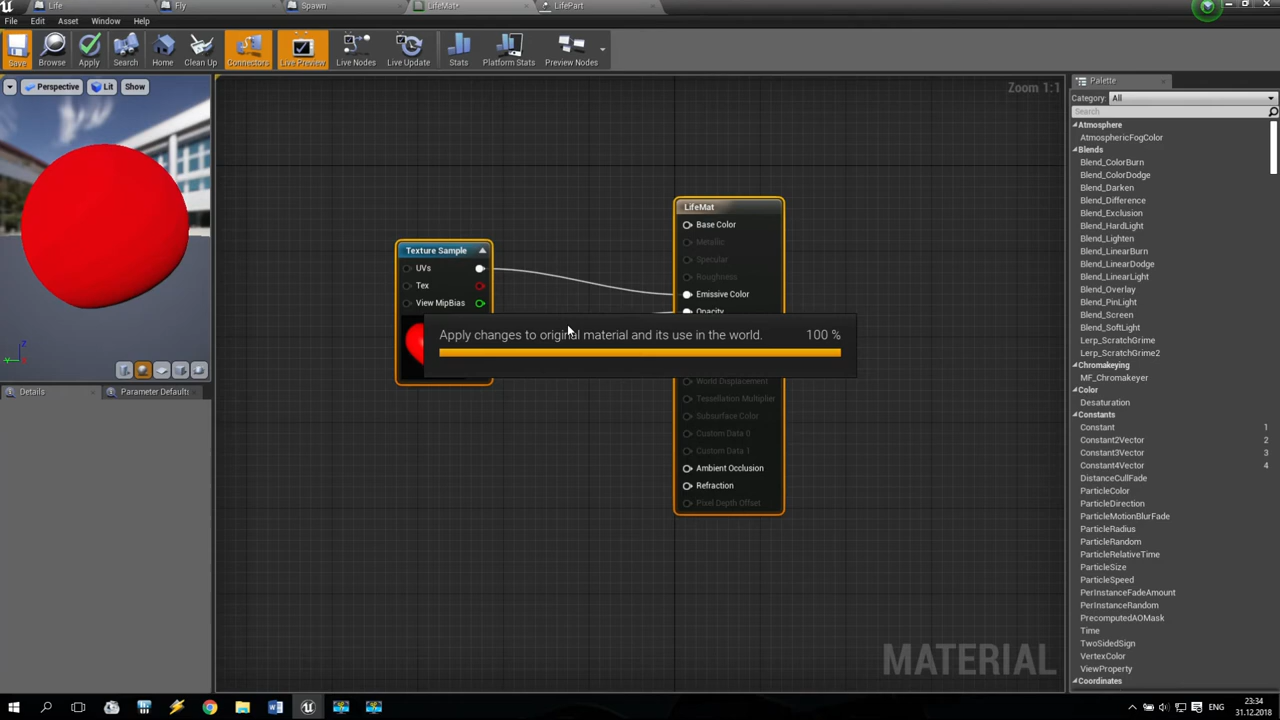 Life
Fly
Spawn
LifeMat*
LifePart
File
Edit
Asset
Window
Help
Save
Browse
Apply
Search
Home
Clean Up
Connectors
Live Preview
Live Nodes
Live Update
Stats
Platform Stats
Preview Nodes
Perspective
Lit
Show
Zoom 1:1
Palette
Category:
All
Search
Atmosphere
AtmosphericFogColor
Blends
Blend_ColorBurn
Blend_ColorDodge
Blend_Darken
Blend_Difference
Blend_Exclusion
Blend_HardLight
Blend_Lighten
Blend_LinearBurn
Blend_LinearDodge
Blend_LinearLight
Blend_Overlay
Blend_PinLight
Blend_Screen
Blend_SoftLight
Lerp_ScratchGrime
Lerp_ScratchGrime2
Chromakeying
MF_Chromakeyer
Color
Desaturation
Constants
Constant 1
Constant2Vector 2
Constant3Vector 3
Constant4Vector 4
DistanceCullFade
ParticleColor
ParticleDirection
ParticleMotionBlurFade
ParticleRadius
ParticleRandom
ParticleRelativeTime
ParticleSize
ParticleSpeed
PerInstanceFadeAmount
PerInstanceRandom
PrecomputedAOMask
Time
TwoSidedSign
VertexColor
ViewProperty
Coordinates
Texture Sample
UVs
Tex
View MipBias
LifeMat
Base Color
Metallic
Specular
Roughness
Emissive Color
Opacity
Apply changes to original material and its use in the world. 100 %
World Displacement
Tessellation Multiplier
Subsurface Color
Custom Data 0
Custom Data 1
Ambient Occlusion
Refraction
Pixel Depth Offset
Details
Parameter Default
MATERIAL
ENG
23:34
31.12.2018